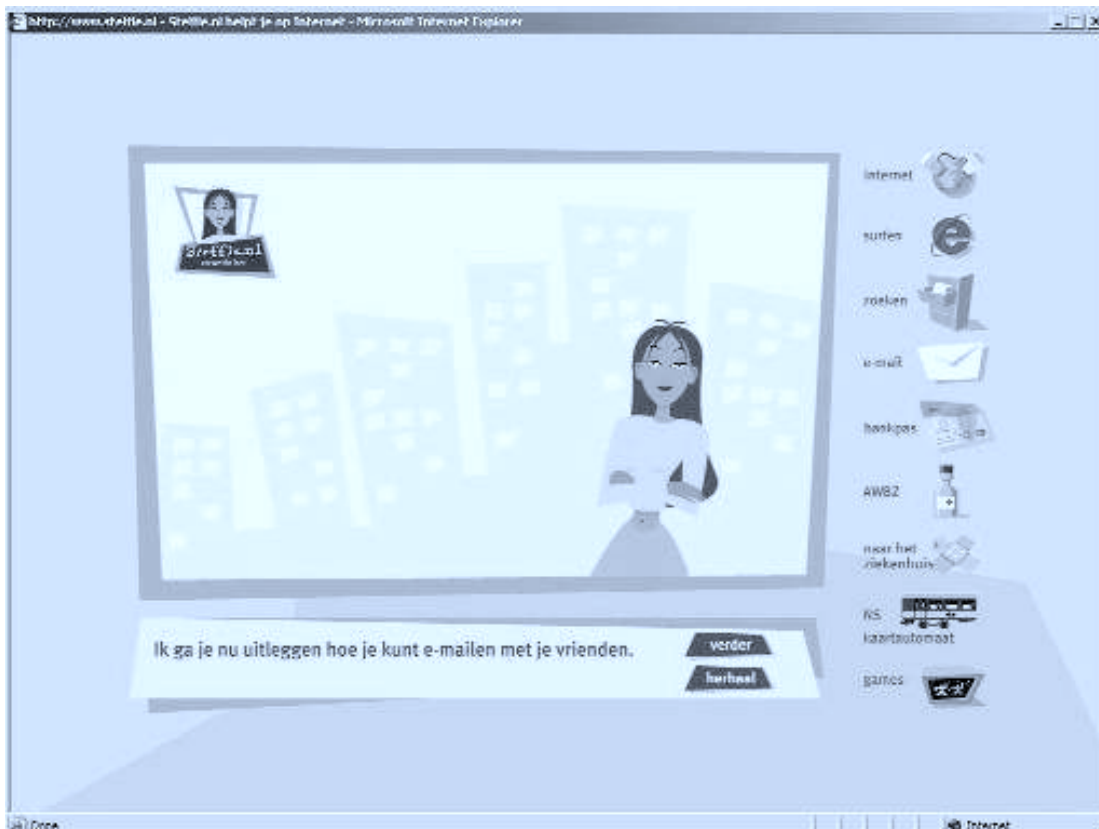 http://www.steffie.nl - Steffie.nl helpt je op Internet - Microsoft Internet Explorer
Steffie.nl
internet
surfen
zoeken
e-mail
bankpas
AWBZ
naar het
ziekenhuis
NS
kaartautomaat
games
Ik ga je nu uitleggen hoe je kunt e-mailen met je vrienden.
verder
herhaal
Done
Internet